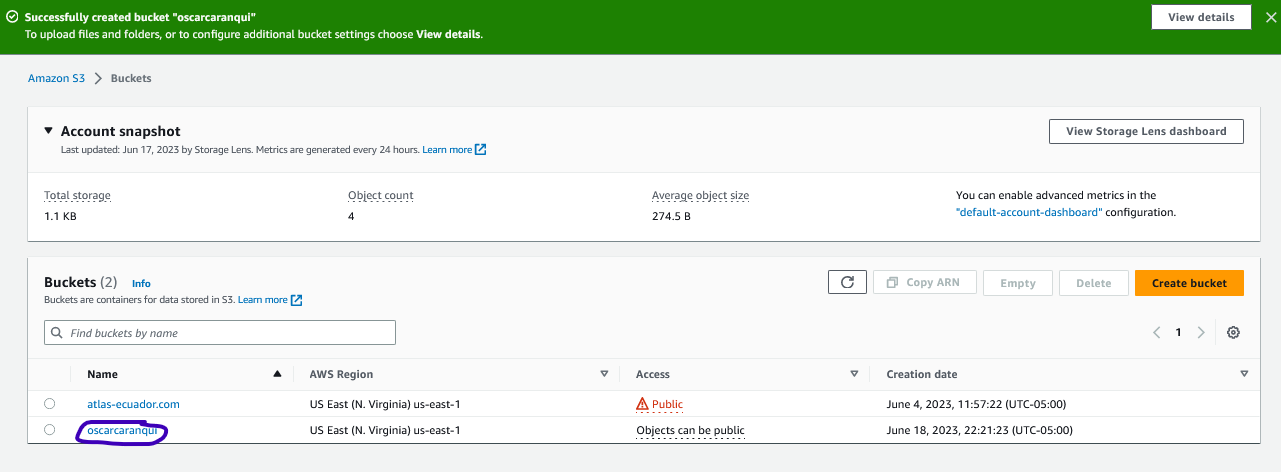 Successfully created bucket "oscarcaranqui"
View details
To upload files and folders, or to configure additional bucket settings choose View details.
Amazon S3 > Buckets
Account snapshot
View Storage Lens dashboard
Last updated: Jun 17, 2023 by Storage Lens. Metrics are generated every 24 hours. Learn more
Total storage
Object count
Average object size
You can enable advanced metrics in the
1.1 KB
4
274.5 B
"default-account-dashboard" configuration.
Buckets (2) Info
Copy ARN
Empty
Delete
Create bucket
Buckets are containers for data stored in S3. Learn more
Find buckets by name
1
Name
AWS Region
Access
Creation date
atlas-ecuador.com
US East (N. Virginia) us-east-1
Public
June 4, 2023, 11:57:22 (UTC-05:00)
oscarcaranqui
US East (N. Virginia) us-east-1
Objects can be public
June 18, 2023, 22:21:23 (UTC-05:00)